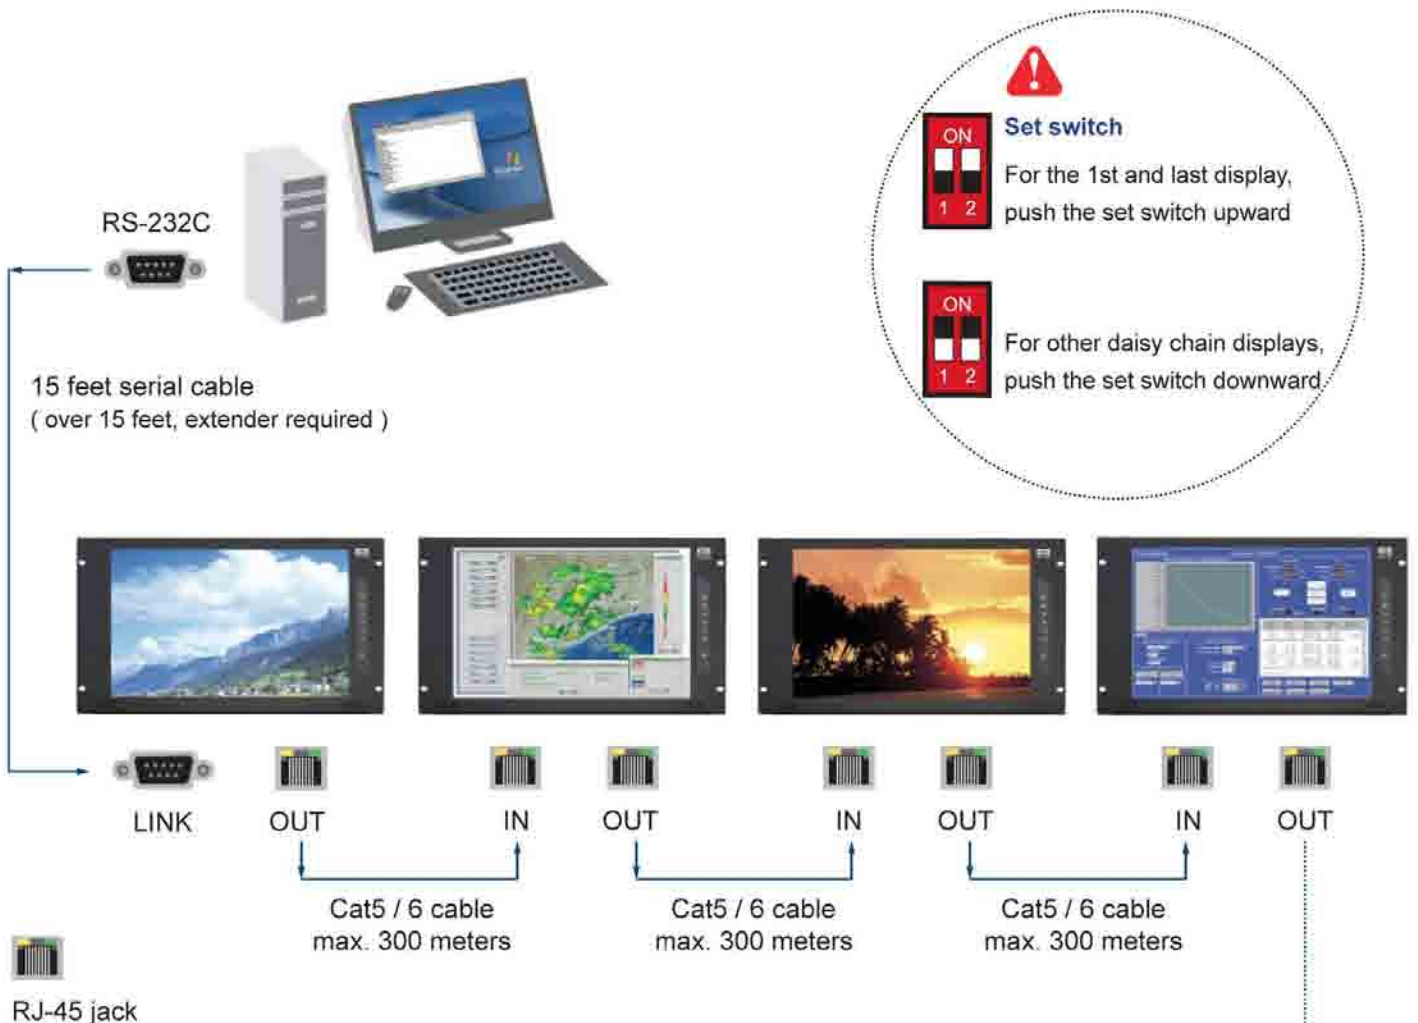 ON
Set switch
For the 1st and last display,
push the set switch upward
1 2
RS-232C
ON
For other daisy chain displays,
push the set switch downward
1 2
15 feet serial cable
( over 15 feet, extender required )
LINK OUT IN OUT IN OUT IN OUT
Cat5 / 6 cable Cat5 / 6 cable Cat5 / 6 cable
max. 300 meters max. 300 meters max. 300 meters
RJ-45 jack